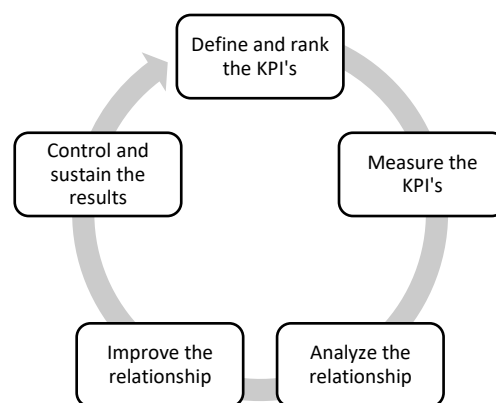 Define and rank
the KPI's
Measure the
KPI's
Analyze the
relationship
Improve the
relationship
Control and
sustain the
results